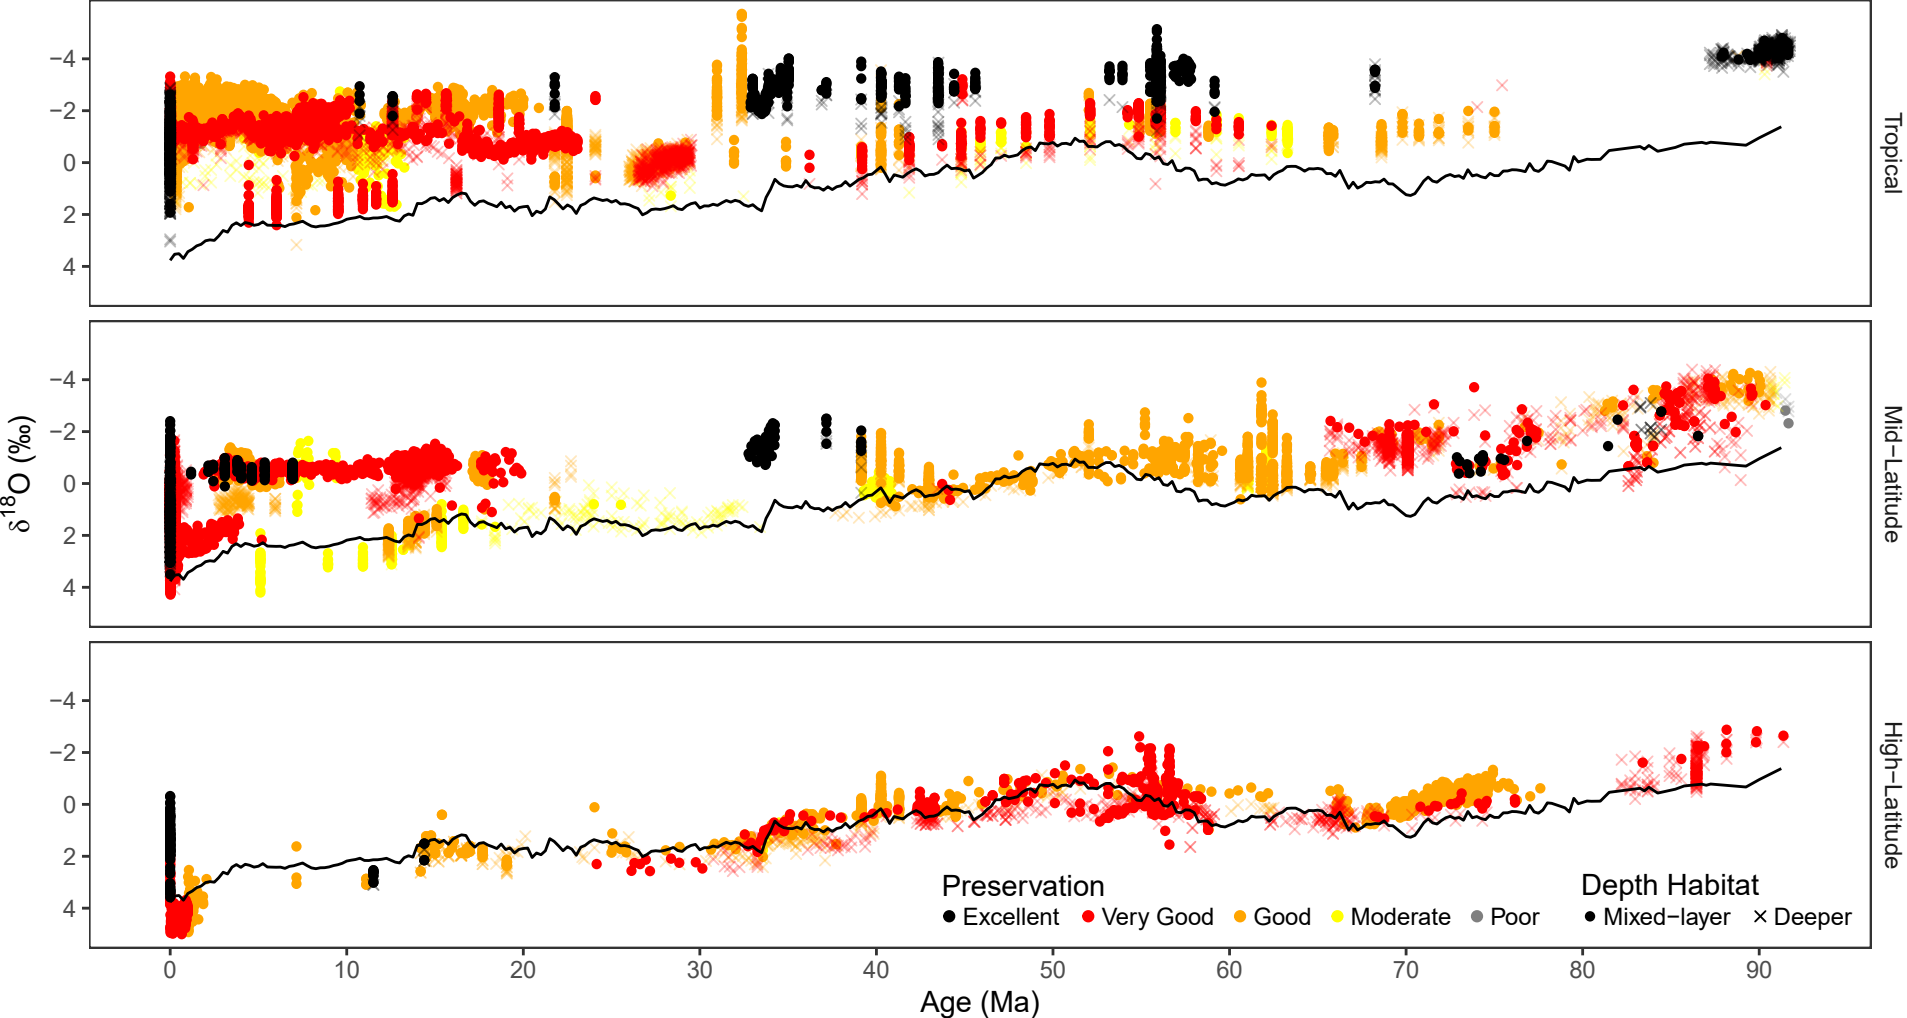 −4
−2
0
2
4
Tropical
−4
−2
0
2
4
Mid−Latitude
δ¹⁸O (‰)
−4
−2
0
2
4
High−Latitude
Preservation
Excellent Very Good Good Moderate Poor
Depth Habitat
Mixed−layer Deeper
0 10 20 30 40 50 60 70 80 90
Age (Ma)